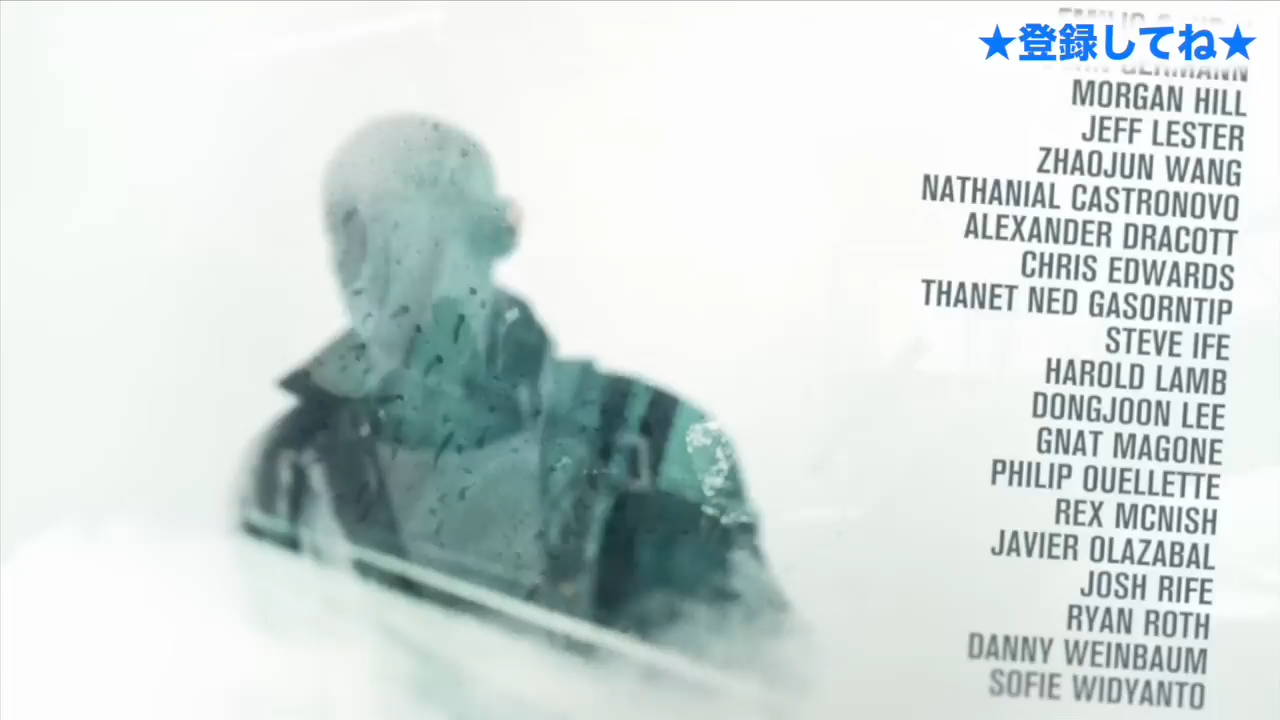 ★登録してね★
MORGAN HILL
JEFF LESTER
ZHAOJUN WANG
NATHANIAL CASTRONOVO
ALEXANDER DRACOTT
CHRIS EDWARDS
THANET NED GASORNTIP
STEVE IFE
HAROLD LAMB
DONGJOON LEE
GNAT MAGONE
PHILIP OUELLETTE
REX MCNISH
JAVIER OLAZABAL
JOSH RIFE
RYAN ROTH
DANNY WEINBAUM
SOFIE WIDYANTO